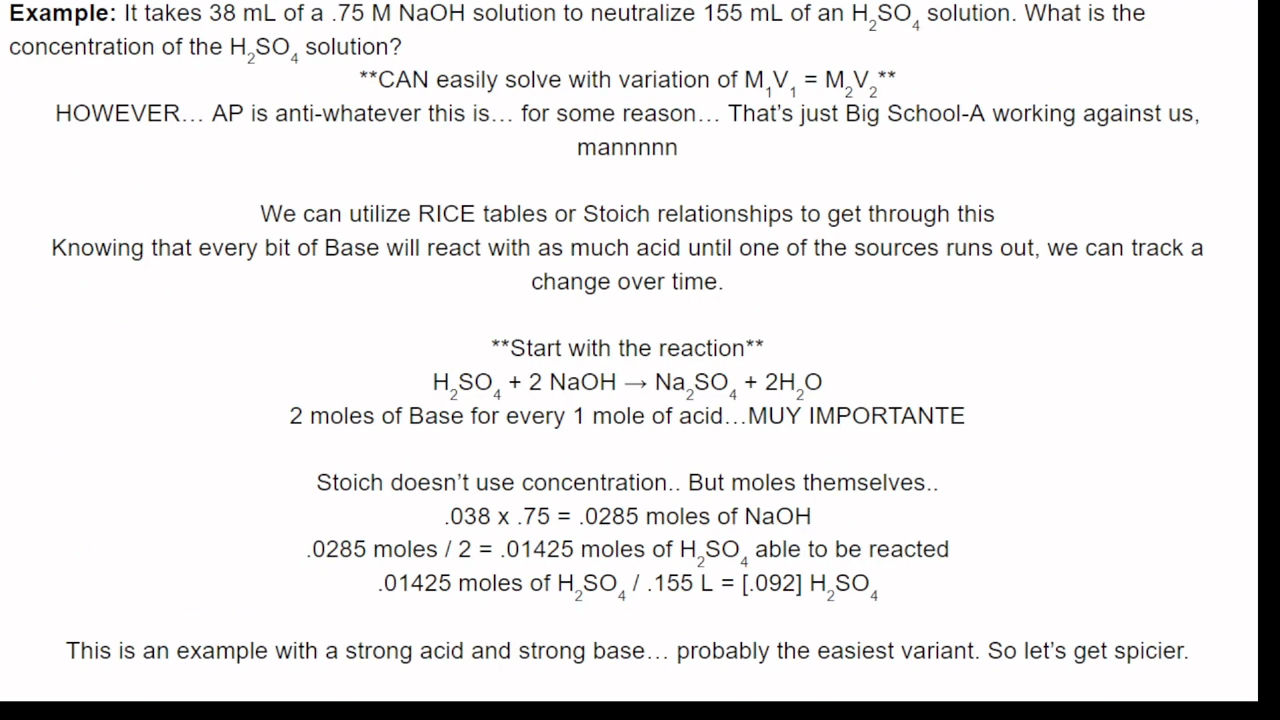 Example: It takes 38 mL of a .75 M NaOH solution to neutralize 155 mL of an H₂SO₄ solution. What is the
concentration of the H₂SO₄ solution?
**CAN easily solve with variation of M₁V₁ = M₂V₂**
HOWEVER… AP is anti-whatever this is… for some reason… That’s just Big School-A working against us,
mannnnn
We can utilize RICE tables or Stoich relationships to get through this
Knowing that every bit of Base will react with as much acid until one of the sources runs out, we can track a
change over time.
**Start with the reaction**
H₂SO₄ + 2 NaOH → Na₂SO₄ + 2H₂O
2 moles of Base for every 1 mole of acid…MUY IMPORTANTE
Stoich doesn’t use concentration.. But moles themselves..
.038 x .75 = .0285 moles of NaOH
.0285 moles / 2 = .01425 moles of H₂SO₄ able to be reacted
.01425 moles of H₂SO₄ / .155 L = [.092] H₂SO₄
This is an example with a strong acid and strong base… probably the easiest variant. So let’s get spicier.